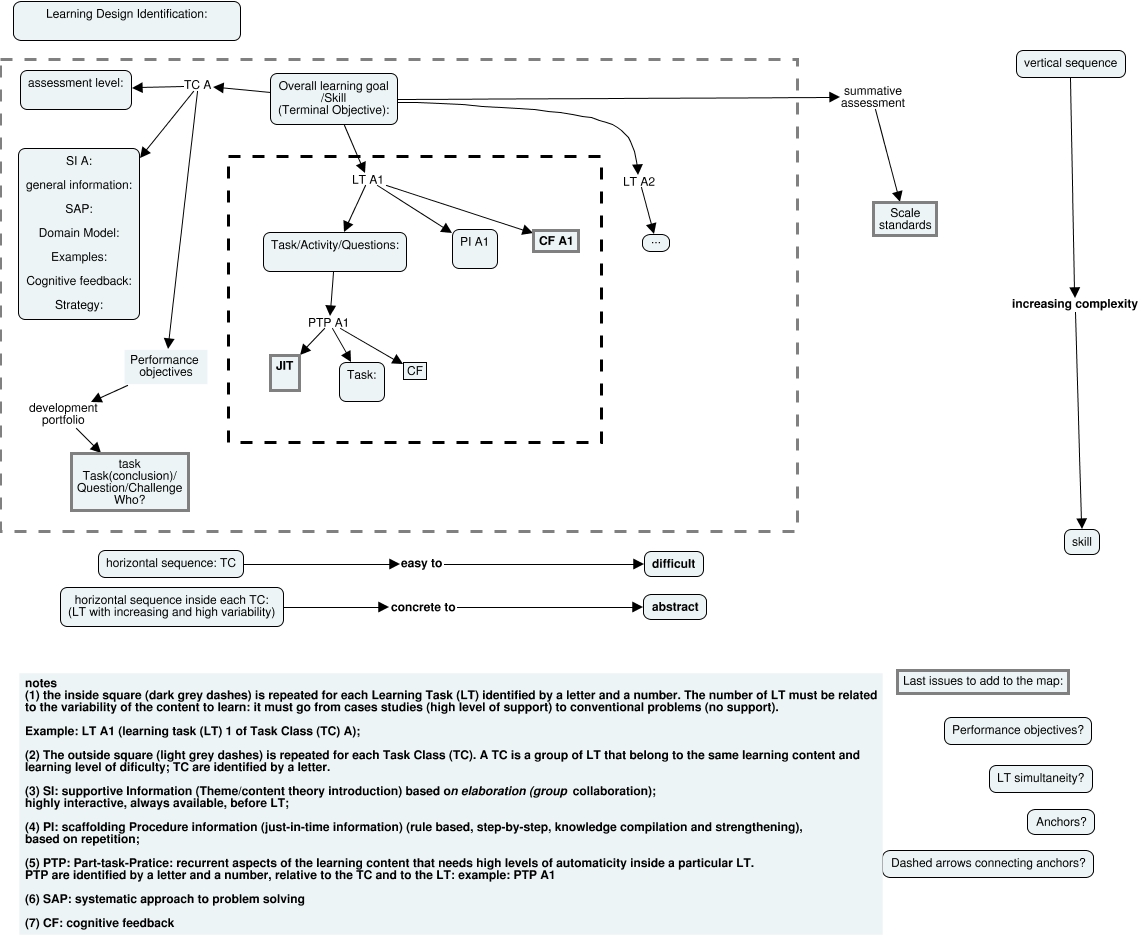 Learning Design Identification:
assessment level:
TC A
Overall learning goal
/Skill
(Terminal Objective):
summative
assessment
vertical sequence
SI A:
general information:
SAP:
Domain Model:
Examples:
Cognitive feedback:
Strategy:
LT A1
LT A2
Scale
standards
Task/Activity/Questions:
PI A1
CF A1
...
increasing complexity
PTP A1
JIT
Task:
CF
Performance
objectives
development
portfolio
task
Task(conclusion)/
Question/Challenge
Who?
skill
horizontal sequence: TC
easy to
difficult
horizontal sequence inside each TC:
(LT with increasing and high variability)
concrete to
abstract
notes
(1) the inside square (dark grey dashes) is repeated for each Learning Task (LT) identified by a letter and a number. The number of LT must be related
to the variability of the content to learn: it must go from cases studies (high level of support) to conventional problems (no support).
Example: LT A1 (learning task (LT) 1 of Task Class (TC) A);
(2) The outside square (light grey dashes) is repeated for each Task Class (TC). A TC is a group of LT that belong to the same learning content and
learning level of dificulty; TC are identified by a letter.
(3) SI: supportive Information (Theme/content theory introduction) based on elaboration (group collaboration);
highly interactive, always available, before LT;
(4) PI: scaffolding Procedure information (just-in-time information) (rule based, step-by-step, knowledge compilation and strengthening),
based on repetition;
(5) PTP: Part-task-Pratice: recurrent aspects of the learning content that needs high levels of automaticity inside a particular LT.
PTP are identified by a letter and a number, relative to the TC and to the LT: example: PTP A1
(6) SAP: systematic approach to problem solving
(7) CF: cognitive feedback
Last issues to add to the map:
Performance objectives?
LT simultaneity?
Anchors?
Dashed arrows connecting anchors?